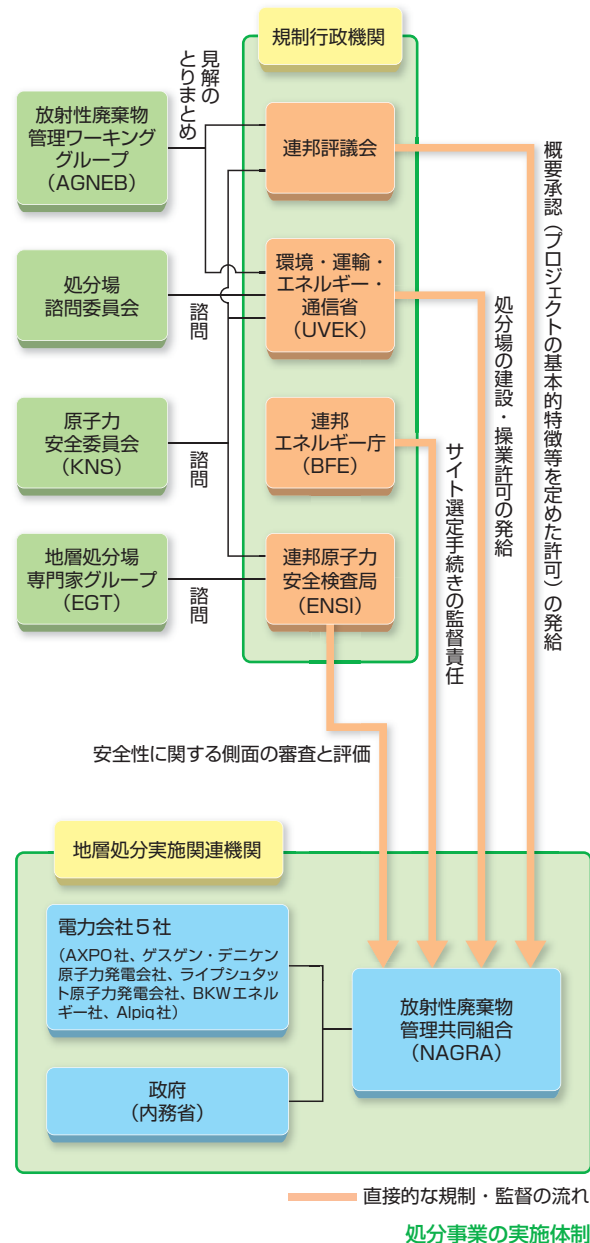 規制行政機関
見解の
とりまとめ
放射性廃棄物
管理ワーキング
グループ
（AGNEB）
連邦評議会
処分場
諮問委員会
諮問
環境・運輸・
エネルギー・
通信省
（UVEK）
原子力
安全委員会
（KNS）
諮問
連邦
エネルギー庁
（BFE）
地層処分場
専門家グループ
（EGT）
諮問
連邦原子力
安全検査局
（ENSI）
概要承認（プロジェクトの基本的特徴等を定めた許可）の発給
処分場の建設・操業許可の発給
サイト選定手続きの監督責任
安全性に関する側面の審査と評価
地層処分実施関連機関
電力会社５社
（AXPO社、ゲスゲン・デニケン
原子力発電会社、ライプシュタッ
ト原子力発電会社、BKWエネル
ギー社、Alpiq社）
政府
（内務省）
放射性廃棄物
管理共同組合
（NAGRA）
直接的な規制・監督の流れ
処分事業の実施体制